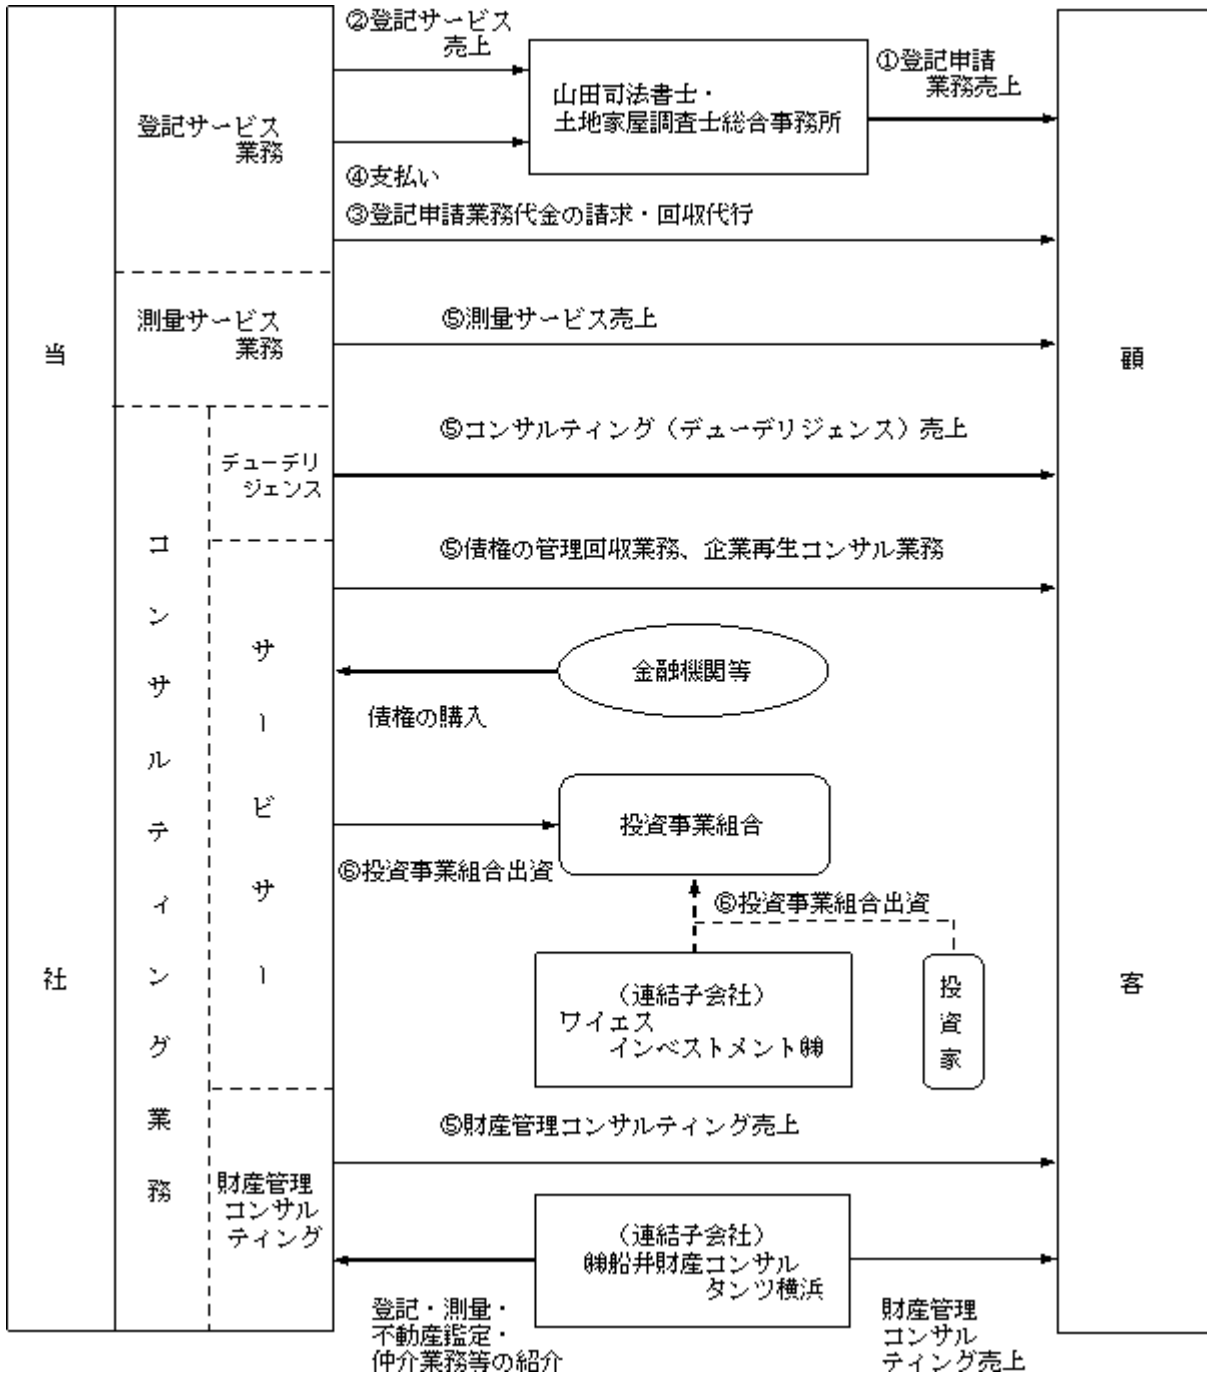 ②登記サービス
売上
①登記申請
業務売上
山田司法書士・
土地家屋調査士総合事務所
登記サービス
業務
④支払い
③登記申請業務代金の請求・回収代行
測量サービス
業務
⑤測量サービス売上
当
社
顧
客
⑤コンサルティング（デューデリジェンス）売上
デューデリ
ジェンス
コンサルティング業務
⑤債権の管理回収業務、企業再生コンサル業務
サービサー
金融機関等
債権の購入
投資事業組合
⑥投資事業組合出資
⑥投資事業組合出資
（連結子会社）
ワイエス
インベストメント㈱
投資家
⑤財産管理コンサルティング売上
財産管理
コンサル
ティング
（連結子会社）
㈱船井財産コンサル
タンツ横浜
登記・測量・
不動産鑑定・
仲介業務等の紹介
財産管理
コンサル
ティング売上